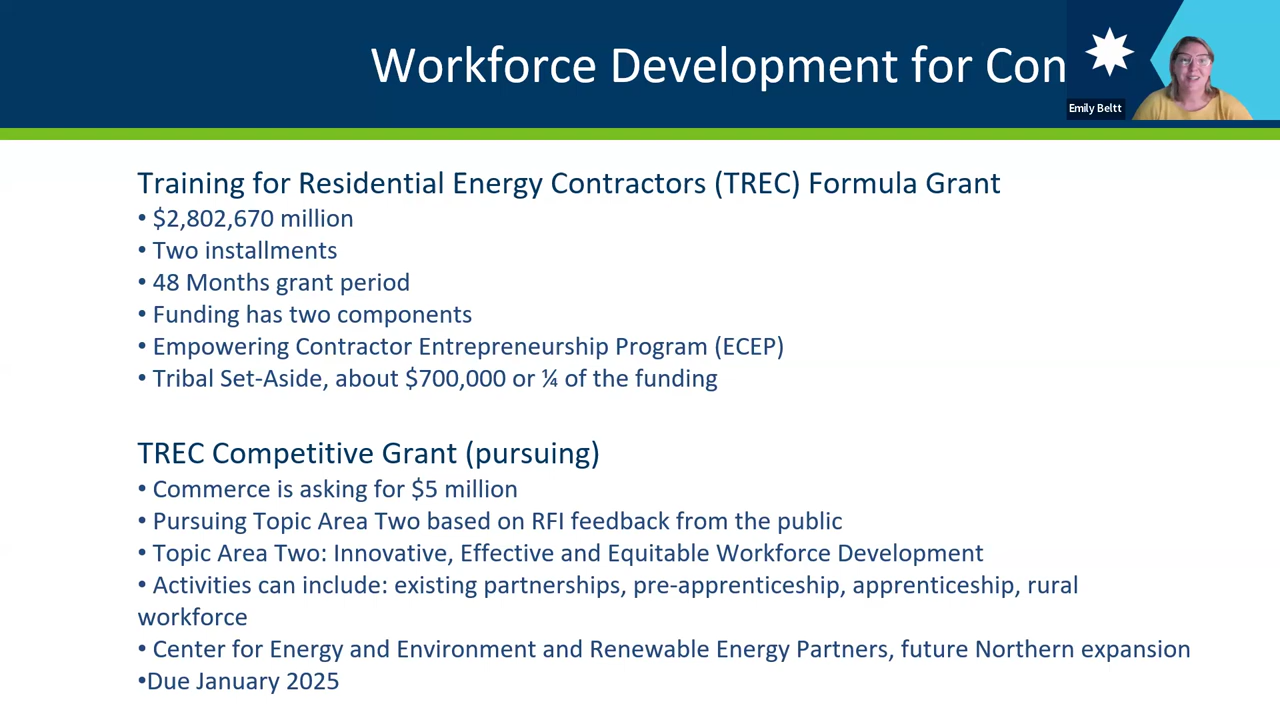 Workforce Development for Con
Emily Beltt
Training for Residential Energy Contractors (TREC) Formula Grant
• $2,802,670 million
• Two installments
• 48 Months grant period
• Funding has two components
• Empowering Contractor Entrepreneurship Program (ECEP)
• Tribal Set-Aside, about $700,000 or ¼ of the funding
TREC Competitive Grant (pursuing)
• Commerce is asking for $5 million
• Pursuing Topic Area Two based on RFI feedback from the public
• Topic Area Two: Innovative, Effective and Equitable Workforce Development
• Activities can include: existing partnerships, pre-apprenticeship, apprenticeship, rural
workforce
• Center for Energy and Environment and Renewable Energy Partners, future Northern expansion
•Due January 2025